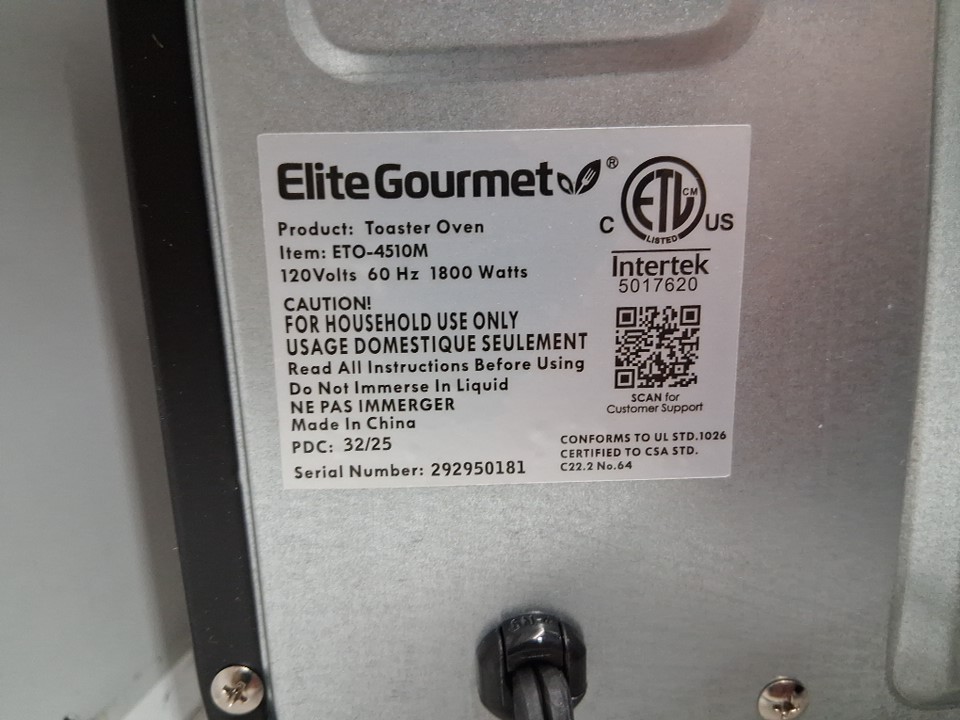 Elite Gourmet®
Product: Toaster Oven
Item: ETO-4510M
120Volts 60 Hz 1800 Watts
CAUTION!
FOR HOUSEHOLD USE ONLY
USAGE DOMESTIQUE SEULEMENT
Read All Instructions Before Using
Do Not Immerse In Liquid
NE PAS IMMERGER
Made In China
PDC: 32/25
Serial Number: 292950181
ETL CM
C US
LISTED
Intertek
5017620
SCAN for
Customer Support
CONFORMS TO UL STD.1026
CERTIFIED TO CSA STD.
C22.2 No.64